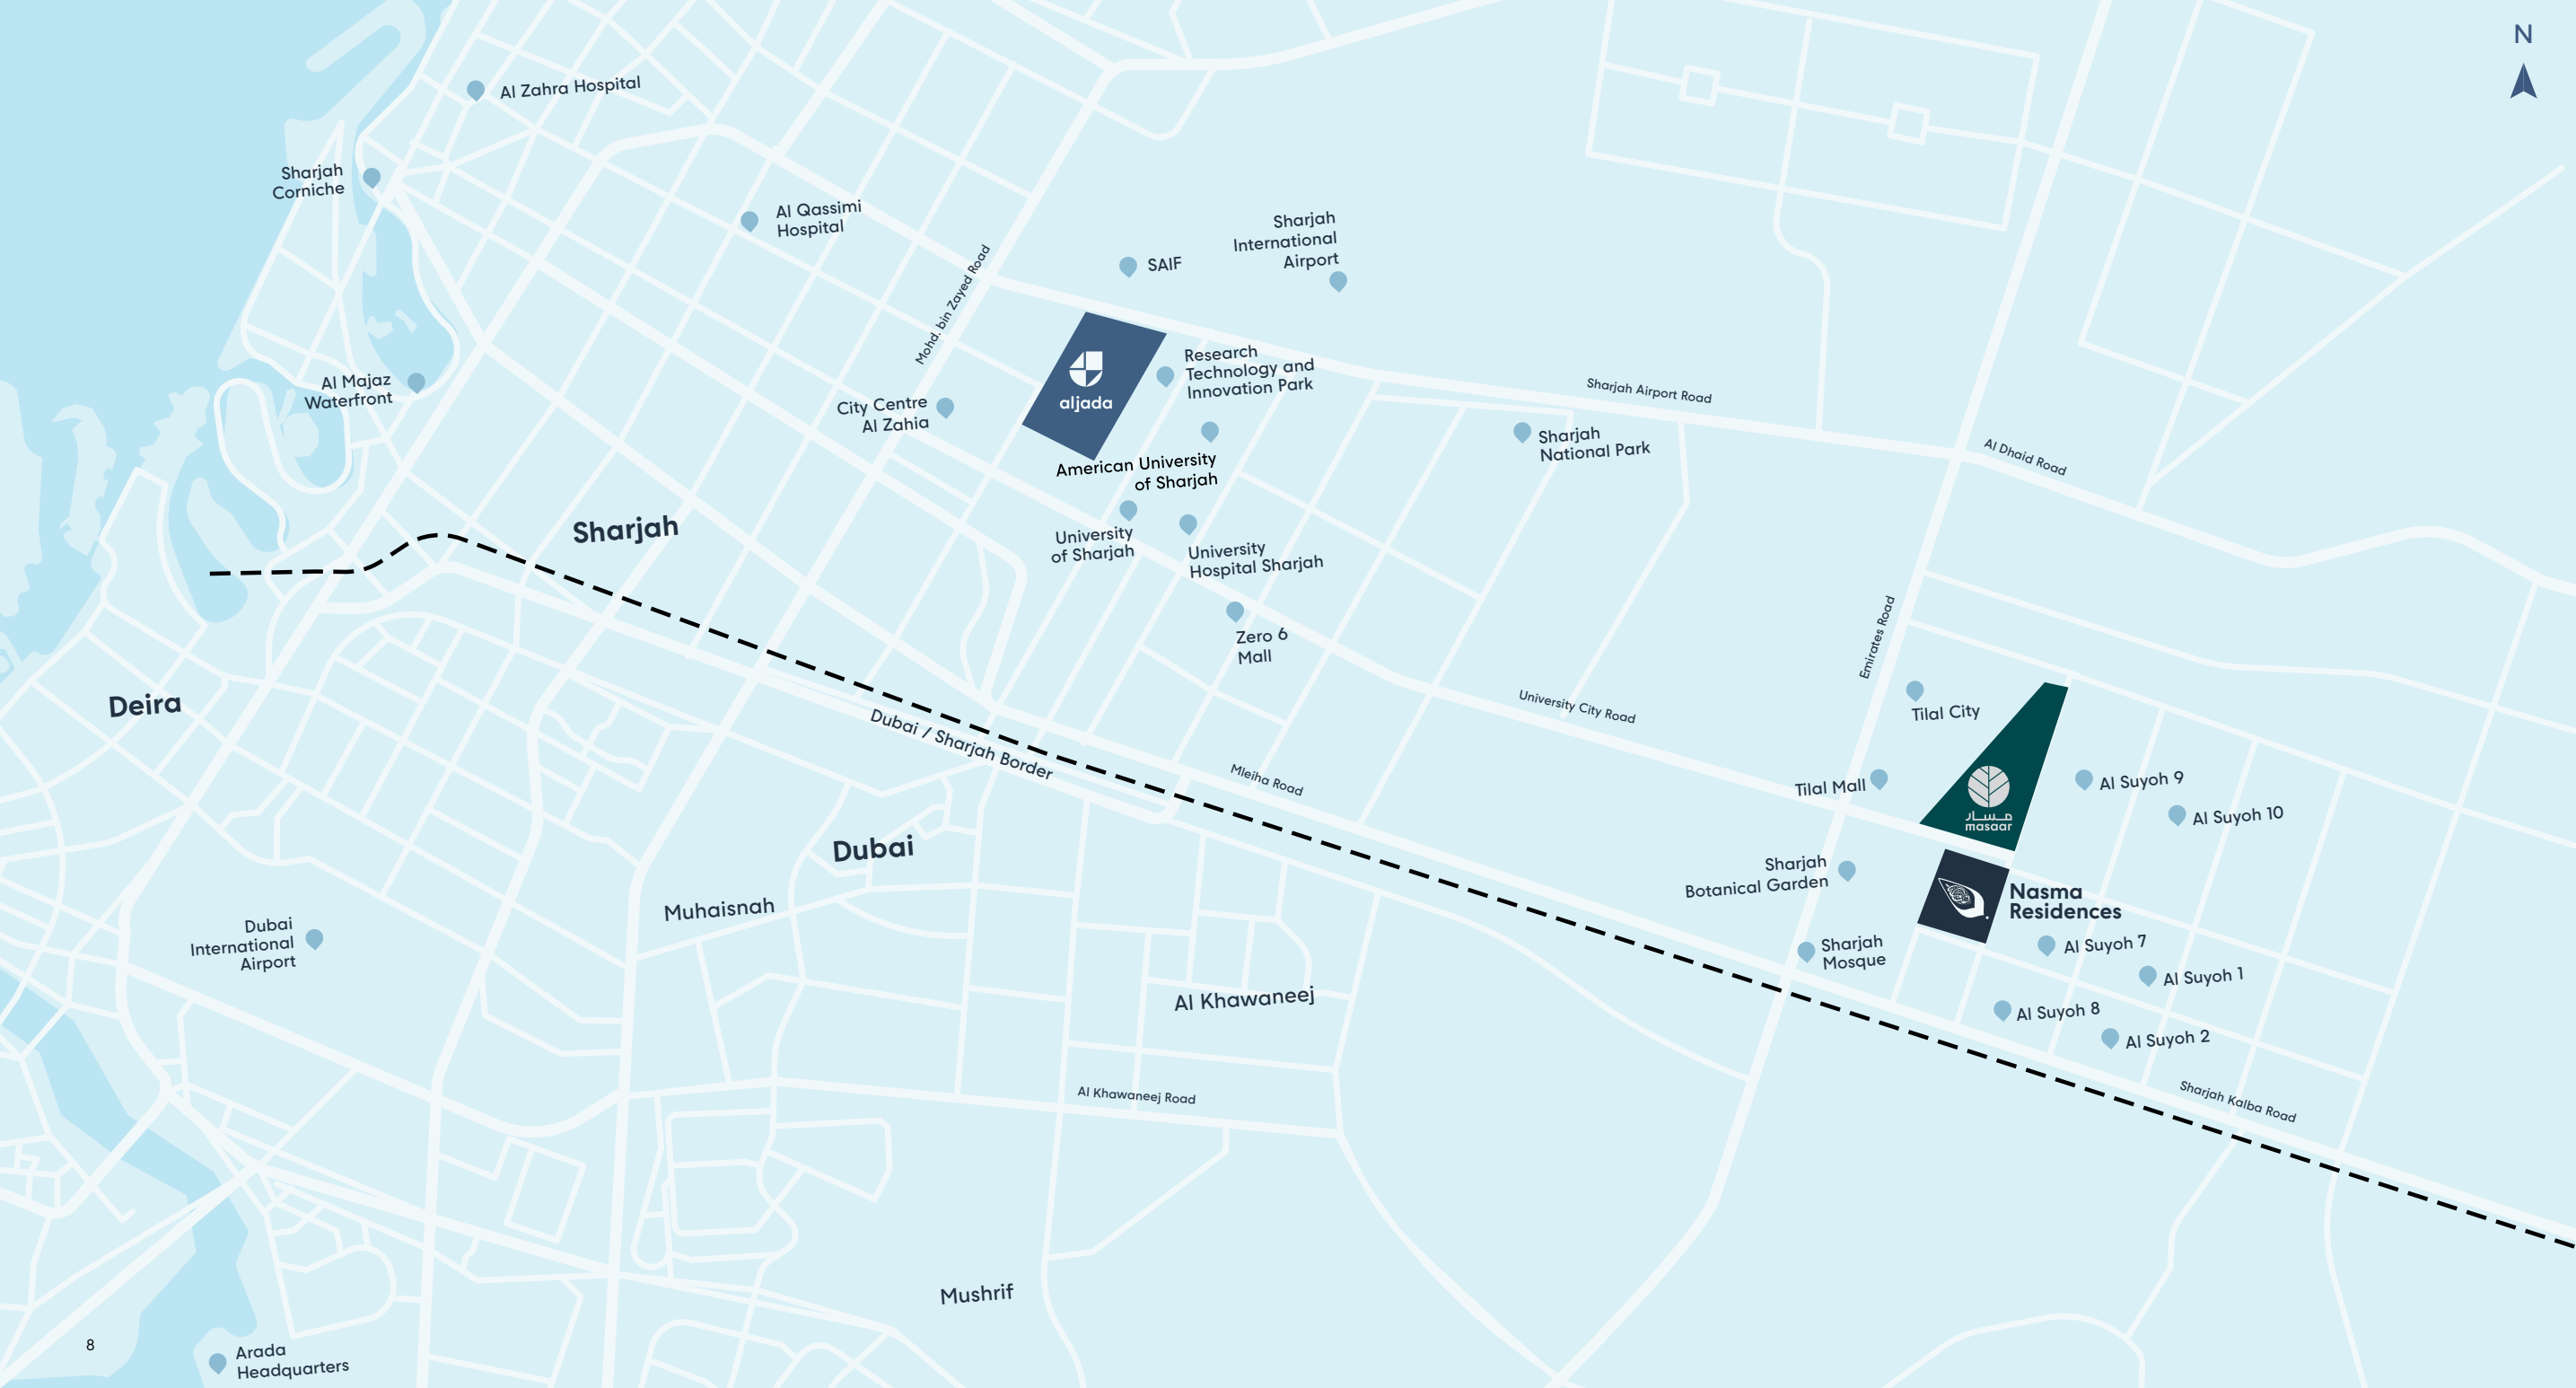 N
Al Zahra Hospital
Sharjah
Corniche
Al Qassimi
Hospital
Mohd. bin Zayed Road
SAIF
Sharjah
International
Airport
aljada
Research
Technology and
Innovation Park
Al Majaz
Waterfront
City Centre
Al Zahia
Sharjah Airport Road
Sharjah
National Park
Al Dhaid Road
American University
of Sharjah
Sharjah
University
of Sharjah
University
Hospital Sharjah
Zero 6
Mall
Emirates Road
Deira
Dubai / Sharjah Border
University City Road
Tilal City
Mleiha Road
Tilal Mall
مسار
masaar
Al Suyoh 9
Al Suyoh 10
Dubai
Muhaisnah
Sharjah
Botanical Garden
Nasma
Residences
Dubai
International
Airport
Sharjah
Mosque
Al Suyoh 7
Al Suyoh 1
Al Khawaneej
Al Suyoh 8
Al Suyoh 2
Al Khawaneej Road
Sharjah Kalba Road
Mushrif
8
Arada
Headquarters